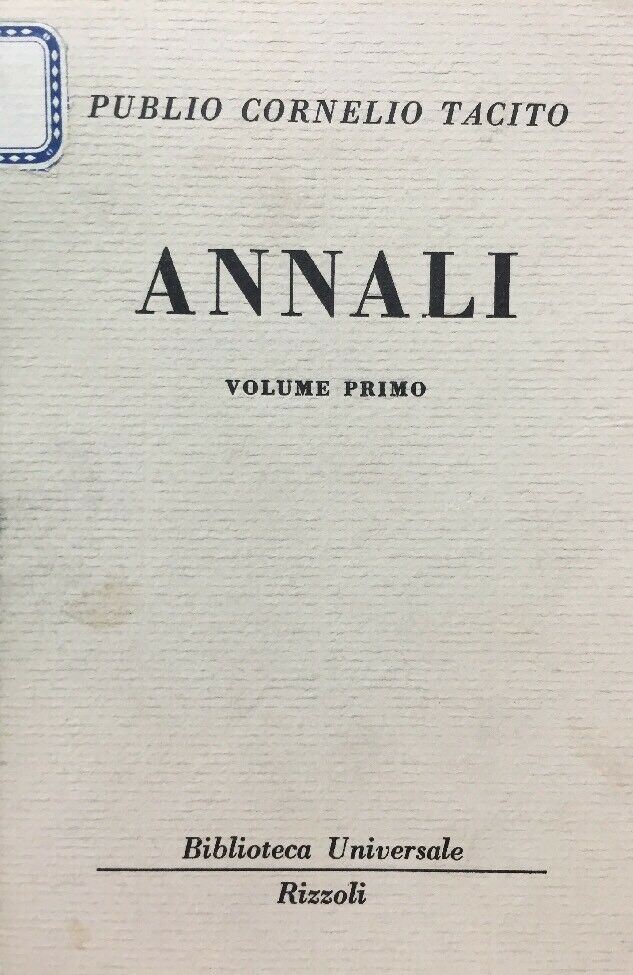 PUBLIO CORNELIO TACITO
ANNALI
VOLUME PRIMO
Biblioteca Universale
Rizzoli